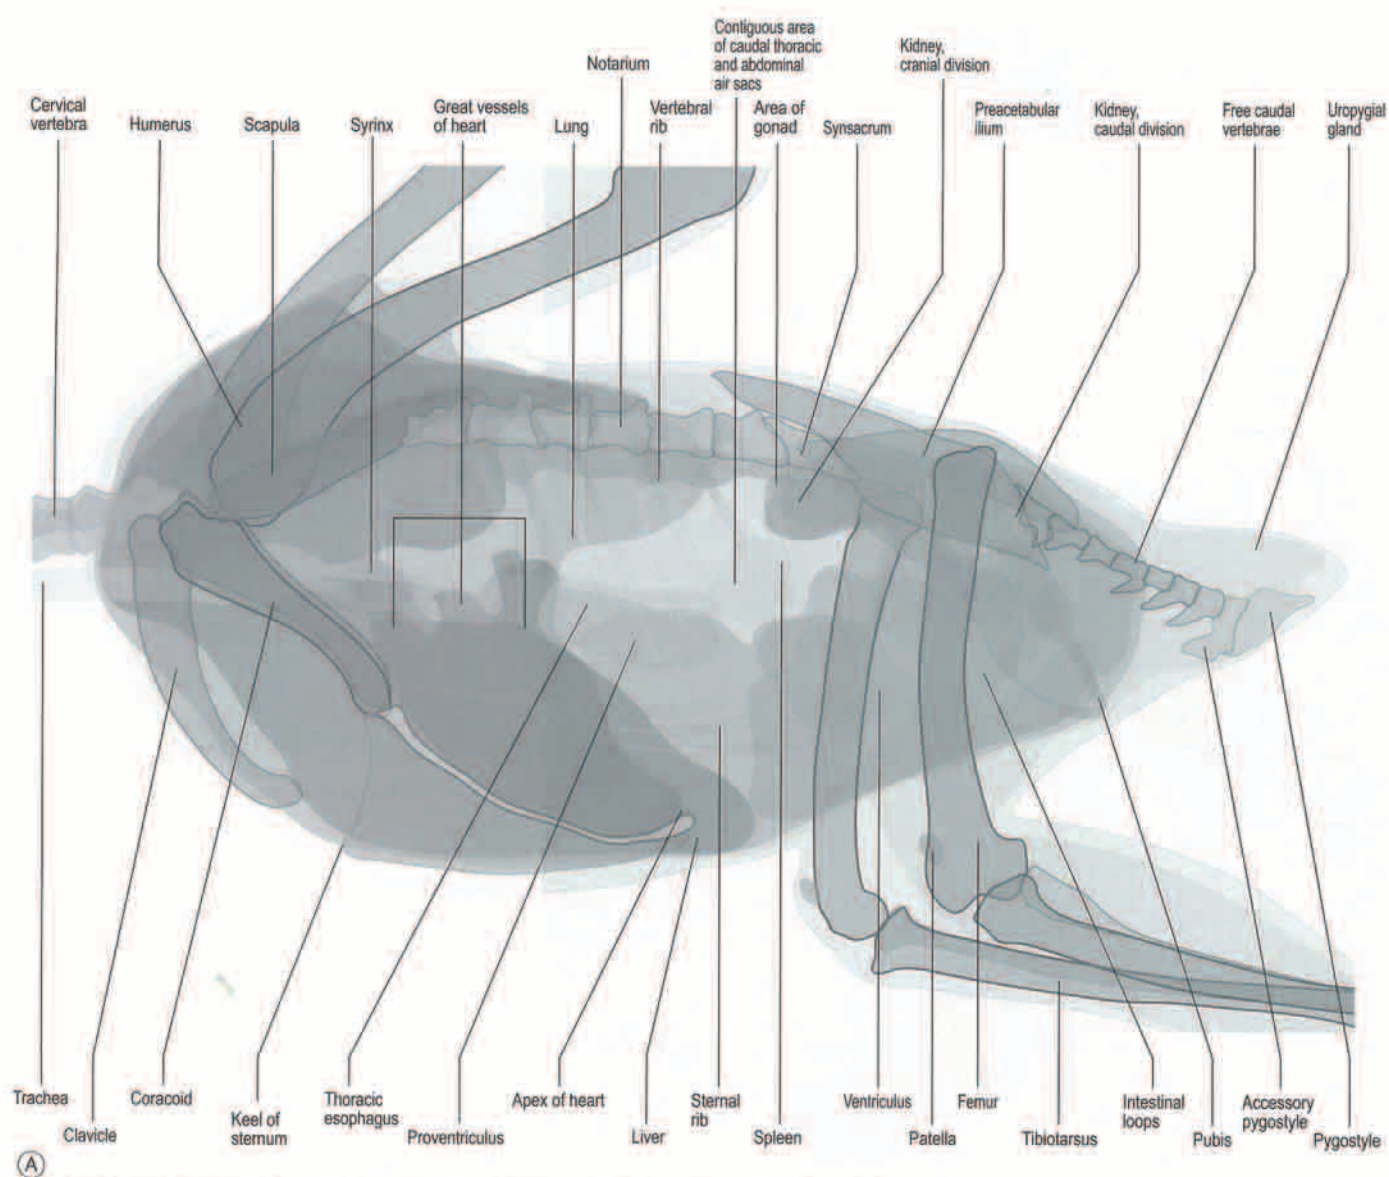 Contiguous area
of caudal thoracic
and abdominal
air sacs
Kidney,
cranial division
Notarium
Cervical
vertebra
Humerus
Scapula
Syrinx
Great vessels
of heart
Lung
Vertebral
rib
Area of
gonad
Synsacrum
Preacetabular
ilium
Kidney,
caudal division
Free caudal
vertebrae
Uropygial
gland
Trachea
Clavicle
Coracoid
Keel of
sternum
Thoracic
esophagus
Proventriculus
Apex of heart
Liver
Sternal
rib
Spleen
Ventriculus
Patella
Femur
Tibiotarsus
Intestinal
loops
Pubis
Accessory
pygostyle
Pygostyle
A